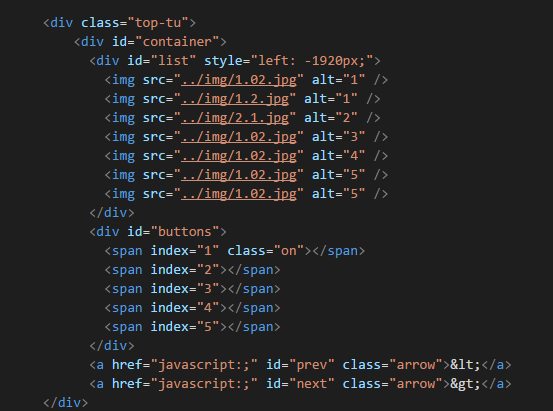 <div class="top-tu">
<div id="container">
<div id="list" style="left: -1920px;">
<img src="../img/1.02.jpg" alt="1" />
<img src="../img/1.2.jpg" alt="1" />
<img src="../img/2.1.jpg" alt="2" />
<img src="../img/1.02.jpg" alt="3" />
<img src="../img/1.02.jpg" alt="4" />
<img src="../img/1.02.jpg" alt="5" />
<img src="../img/1.02.jpg" alt="5" />
</div>
<div id="buttons">
<span index="1" class="on"></span>
<span index="2"></span>
<span index="3"></span>
<span index="4"></span>
<span index="5"></span>
</div>
<a href="javascript:;" id="prev" class="arrow">&lt;</a>
<a href="javascript:;" id="next" class="arrow">&gt;</a>
</div>